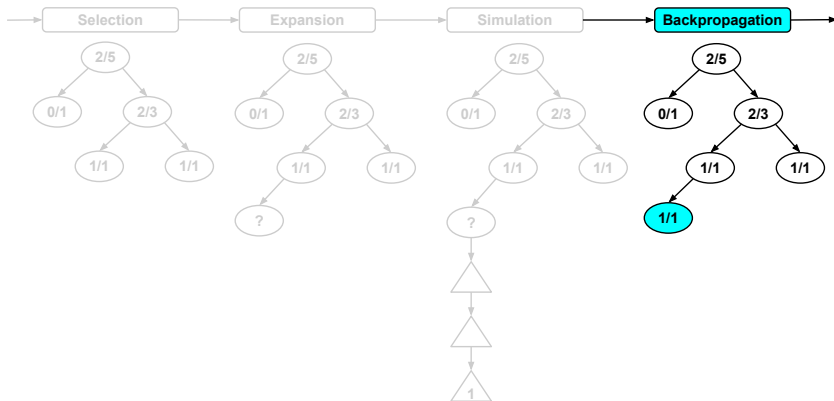 Selection Expansion Simulation Backpropagation
2/5 2/5 2/5 2/5
0/1 2/3 0/1 2/3 0/1 2/3 0/1 2/3
1/1 1/1 1/1 1/1 1/1 1/1 1/1 1/1
? ? 1/1
1